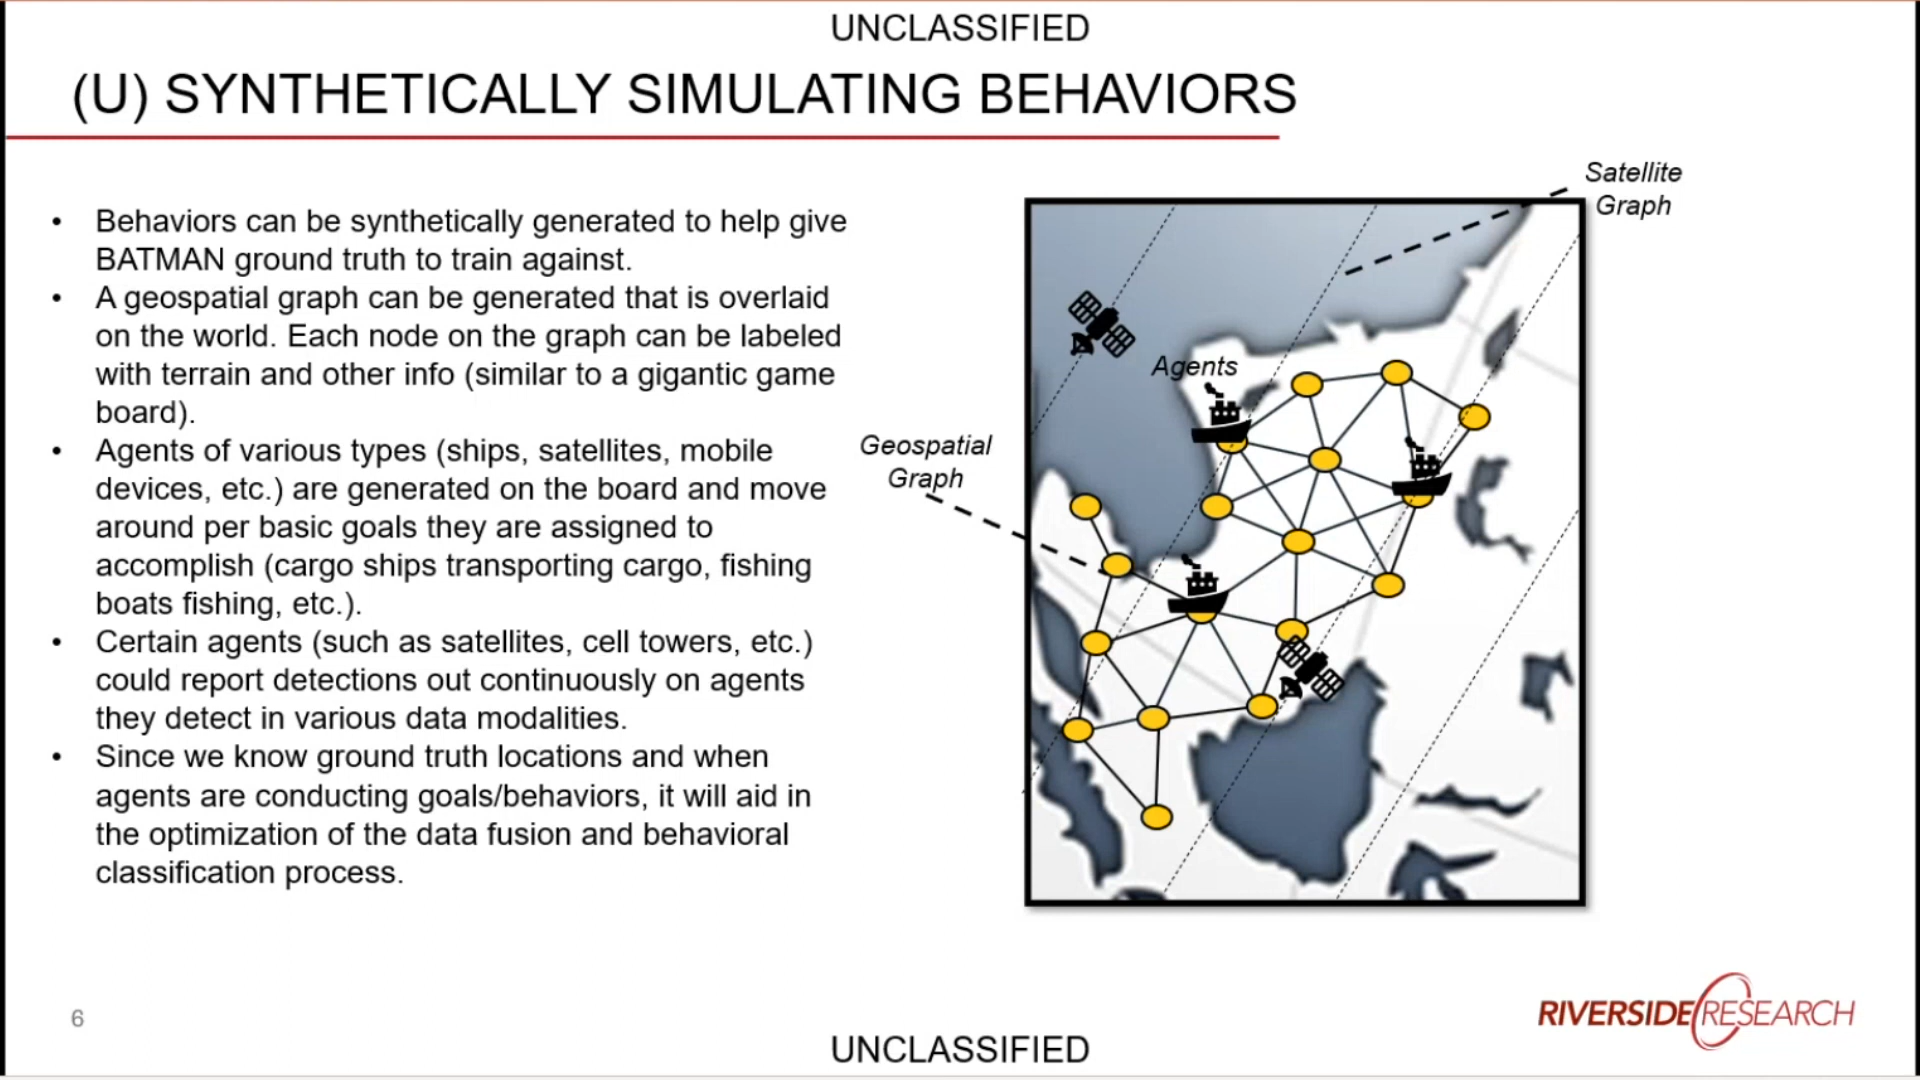 UNCLASSIFIED
(U) SYNTHETICALLY SIMULATING BEHAVIORS
• Behaviors can be synthetically generated to help give
BATMAN ground truth to train against.
• A geospatial graph can be generated that is overlaid
on the world. Each node on the graph can be labeled
with terrain and other info (similar to a gigantic game
board).
• Agents of various types (ships, satellites, mobile
devices, etc.) are generated on the board and move
around per basic goals they are assigned to
accomplish (cargo ships transporting cargo, fishing
boats fishing, etc.).
• Certain agents (such as satellites, cell towers, etc.)
could report detections out continuously on agents
they detect in various data modalities.
• Since we know ground truth locations and when
agents are conducting goals/behaviors, it will aid in
the optimization of the data fusion and behavioral
classification process.
Satellite
Graph
Agents
Geospatial
Graph
6
RIVERSIDE RESEARCH
UNCLASSIFIED